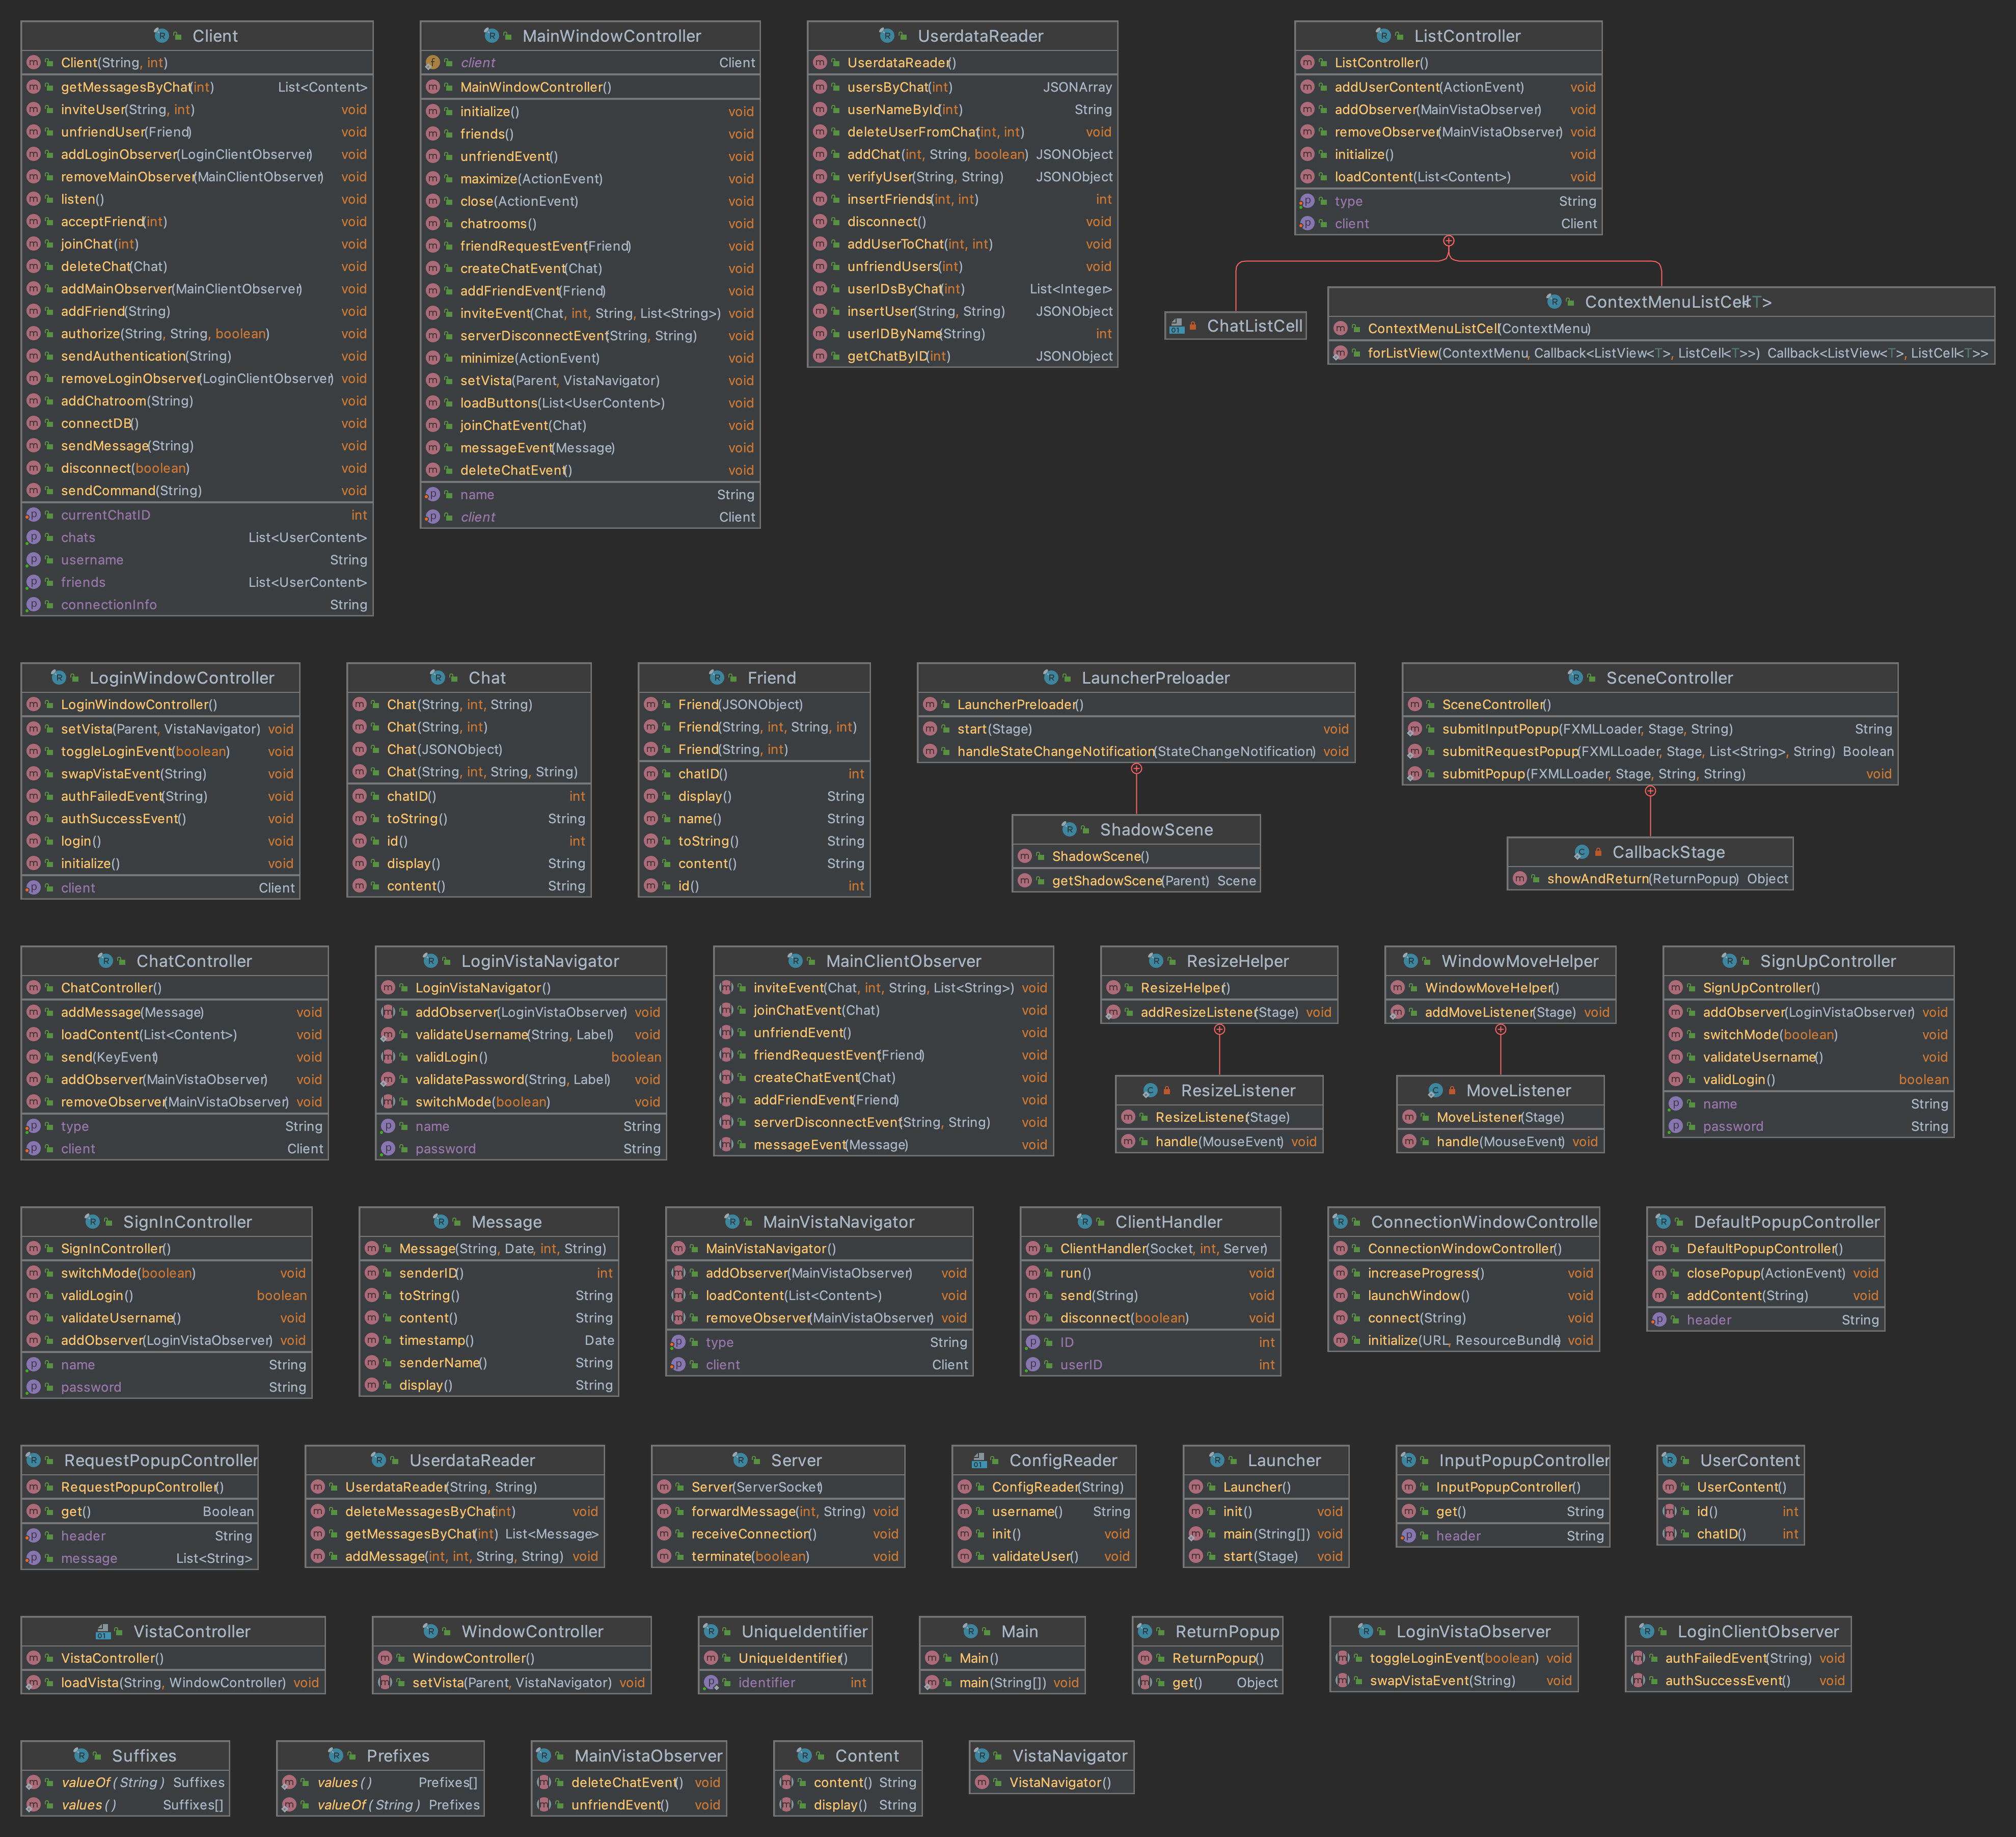 Client
Client(String, int)
getMessagesByChat(int) List<Content>
inviteUser(String, int) void
unfriendUser(Friend) void
addLoginObserver(LoginClientObserver) void
removeMainObserver(MainClientObserver) void
listen() void
acceptFriend(int) void
joinChat(int) void
deleteChat(Chat) void
addMainObserver(MainClientObserver) void
addFriend(String) void
authorize(String, String, boolean) void
sendAuthentication(String) void
removeLoginObserver(LoginClientObserver) void
addChatroom(String) void
connectDB() void
sendMessage(String) void
disconnect(boolean) void
sendCommand(String) void
currentChatID int
chats List<UserContent>
username String
friends List<UserContent>
connectionInfo String
MainWindowController
client Client
MainWindowController()
initialize() void
friends() void
unfriendEvent() void
maximize(ActionEvent) void
close(ActionEvent) void
chatrooms() void
friendRequestEvent(Friend) void
createChatEvent(Chat) void
addFriendEvent(Friend) void
inviteEvent(Chat, int, String, List<String>) void
serverDisconnectEvent(String, String) void
minimize(ActionEvent) void
setVista(Parent, VistaNavigator) void
loadButtons(List<UserContent>) void
joinChatEvent(Chat) void
messageEvent(Message) void
deleteChatEvent() void
name String
client Client
UserdataReader
UserdataReader()
usersByChat(int) JSONArray
userNameById(int) String
deleteUserFromChat(int, int) void
addChat(int, String, boolean) JSONObject
verifyUser(String, String) JSONObject
insertFriends(int, int) int
disconnect() void
addUserToChat(int, int) void
unfriendUsers(int) void
userIDsByChat(int) List<Integer>
insertUser(String, String) JSONObject
userIDByName(String) int
getChatByID(int) JSONObject
ListController
ListController()
addUserContent(ActionEvent) void
addObserver(MainVistaObserver) void
removeObserver(MainVistaObserver) void
initialize() void
loadContent(List<Content>) void
type String
client Client
ChatListCell
ContextMenuListCell<T>
ContextMenuListCell(ContextMenu)
forListView(ContextMenu, Callback<ListView<T>, ListCell<T>>) Callback<ListView<T>, ListCell<T>>
LoginWindowController
LoginWindowController()
setVista(Parent, VistaNavigator) void
toggleLoginEvent(boolean) void
swapVistaEvent(String) void
authFailedEvent(String) void
authSuccessEvent() void
login() void
initialize() void
client Client
Chat
Chat(String, int, String)
Chat(String, int)
Chat(JSONObject)
Chat(String, int, String, String)
chatID() int
toString() String
id() int
display() String
content() String
Friend
Friend(JSONObject)
Friend(String, int, String, int)
Friend(String, int)
chatID() int
display() String
name() String
toString() String
content() String
id() int
LauncherPreloader
LauncherPreloader()
start(Stage) void
handleStateChangeNotification(StateChangeNotification) void
ShadowScene
ShadowScene()
getShadowScene(Parent) Scene
SceneController
SceneController()
submitInputPopup(FXMLLoader, Stage, String) String
submitRequestPopup(FXMLLoader, Stage, List<String>, String) Boolean
submitPopup(FXMLLoader, Stage, String, String) void
CallbackStage
showAndReturn(ReturnPopup) Object
ChatController
ChatController()
addMessage(Message) void
loadContent(List<Content>) void
send(KeyEvent) void
addObserver(MainVistaObserver) void
removeObserver(MainVistaObserver) void
type String
client Client
LoginVistaNavigator
LoginVistaNavigator()
addObserver(LoginVistaObserver) void
validateUsername(String, Label) void
validLogin() boolean
validatePassword(String, Label) void
switchMode(boolean) void
name String
password String
MainClientObserver
inviteEvent(Chat, int, String, List<String>) void
joinChatEvent(Chat) void
unfriendEvent() void
friendRequestEvent(Friend) void
createChatEvent(Chat) void
addFriendEvent(Friend) void
serverDisconnectEvent(String, String) void
messageEvent(Message) void
ResizeHelper
ResizeHelper()
addResizeListener(Stage) void
ResizeListener
ResizeListener(Stage)
handle(MouseEvent) void
WindowMoveHelper
WindowMoveHelper()
addMoveListener(Stage) void
MoveListener
MoveListener(Stage)
handle(MouseEvent) void
SignUpController
SignUpController()
addObserver(LoginVistaObserver) void
switchMode(boolean) void
validateUsername() void
validLogin() boolean
name String
password String
SignInController
SignInController()
switchMode(boolean) void
validLogin() boolean
validateUsername() void
addObserver(LoginVistaObserver) void
name String
password String
Message
Message(String, Date, int, String)
senderID() int
toString() String
content() String
timestamp() Date
senderName() String
display() String
MainVistaNavigator
MainVistaNavigator()
addObserver(MainVistaObserver) void
loadContent(List<Content>) void
removeObserver(MainVistaObserver) void
type String
client Client
ClientHandler
ClientHandler(Socket, int, Server)
run() void
send(String) void
disconnect(boolean) void
ID int
userID int
ConnectionWindowControlle
ConnectionWindowController()
increaseProgress() void
launchWindow() void
connect(String) void
initialize(URL, ResourceBundle) void
DefaultPopupController
DefaultPopupController()
closePopup(ActionEvent) void
addContent(String) void
header String
RequestPopupController
RequestPopupController()
get() Boolean
header String
message List<String>
UserdataReader
UserdataReader(String, String)
deleteMessagesByChat(int) void
getMessagesByChat(int) List<Message>
addMessage(int, int, String, String) void
Server
Server(ServerSocket)
forwardMessage(int, String) void
receiveConnection() void
terminate(boolean) void
ConfigReader
ConfigReader(String)
username() String
init() void
validateUser() void
Launcher
Launcher()
init() void
main(String[]) void
start(Stage) void
InputPopupController
InputPopupController()
get() String
header String
UserContent
UserContent()
id() int
chatID() int
VistaController
VistaController()
loadVista(String, WindowController) void
WindowController
WindowController()
setVista(Parent, VistaNavigator) void
UniqueIdentifier
UniqueIdentifier()
identifier int
Main
Main()
main(String[]) void
ReturnPopup
ReturnPopup()
get() Object
LoginVistaObserver
toggleLoginEvent(boolean) void
swapVistaEvent(String) void
LoginClientObserver
authFailedEvent(String) void
authSuccessEvent() void
Suffixes
valueOf(String) Suffixes
values() Suffixes[]
Prefixes
values() Prefixes[]
valueOf(String) Prefixes
MainVistaObserver
deleteChatEvent() void
unfriendEvent() void
Content
content() String
display() String
VistaNavigator
VistaNavigator()